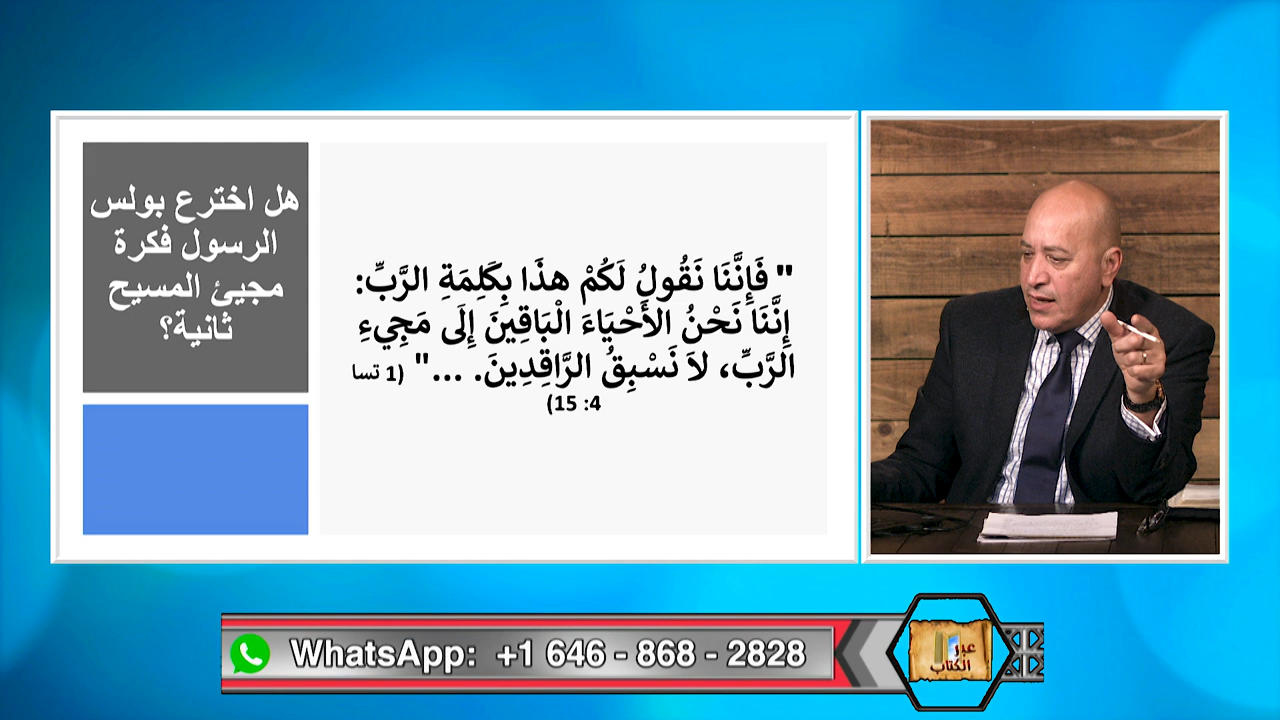 هل اخترع بولس
الرسول فكرة
مجيئ المسيح
ثانية؟
" فَإِنَّنَا نَقُولُ لَكُمْ هذَا بِكَلِمَةِ الرَّبِّ:
إِنَّنَا نَحْنُ الأَحْيَاءَ الْبَاقِينَ إِلَى مَجِيءِ
الرَّبِّ، لاَ نَسْبِقُ الرَّاقِدِينَ. ..." (1 تسا
4: 15)
WhatsApp: +1 646 - 868 - 2828
عبر
الكتاب